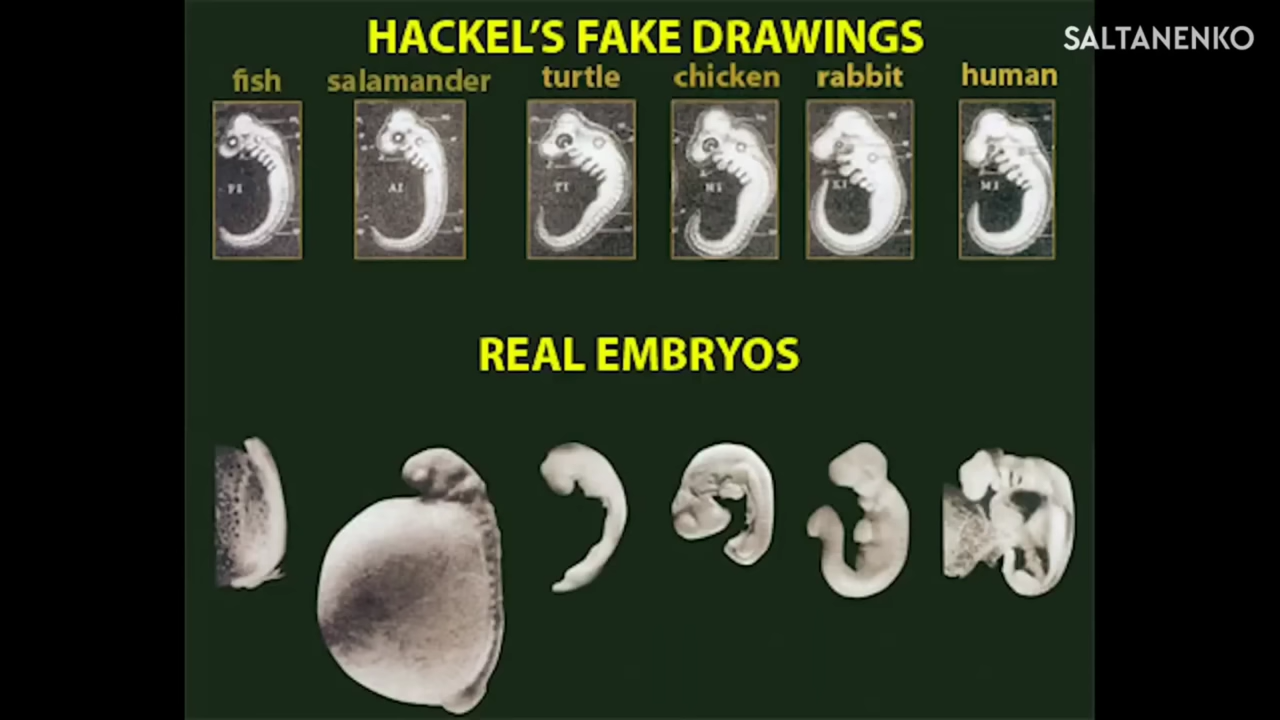 HACKEL'S FAKE DRAWINGS
SALTANENKO
fish salamander turtle chicken rabbit human
REAL EMBRYOS